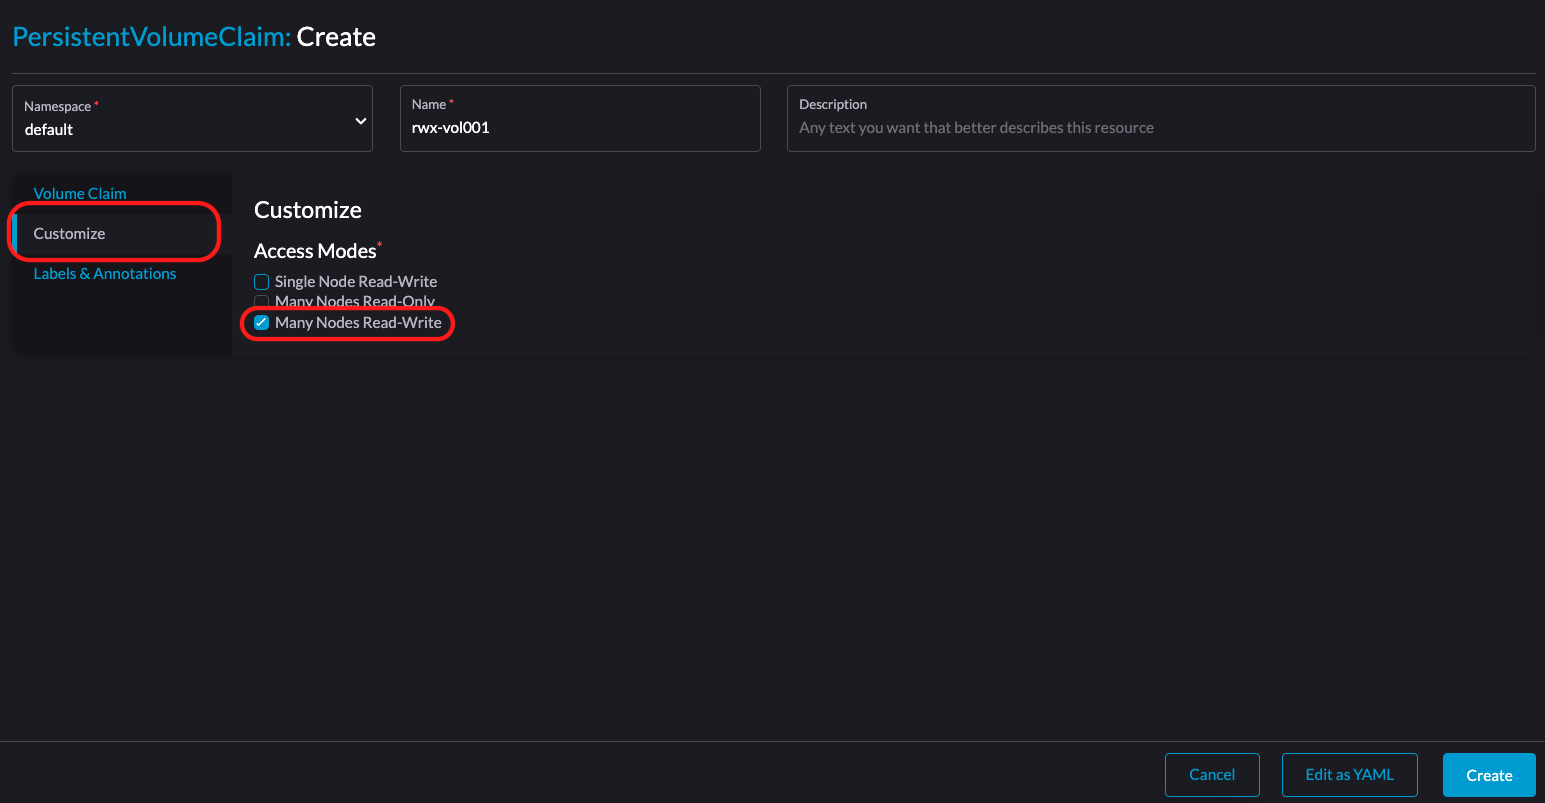 PersistentVolumeClaim: Create
Namespace *
default
Name *
rwx-vol001
Description
Any text you want that better describes this resource
Volume Claim
Customize
Labels & Annotations
Customize
Access Modes*
Single Node Read-Write
Many Nodes Read-Only
Many Nodes Read-Write
Cancel
Edit as YAML
Create